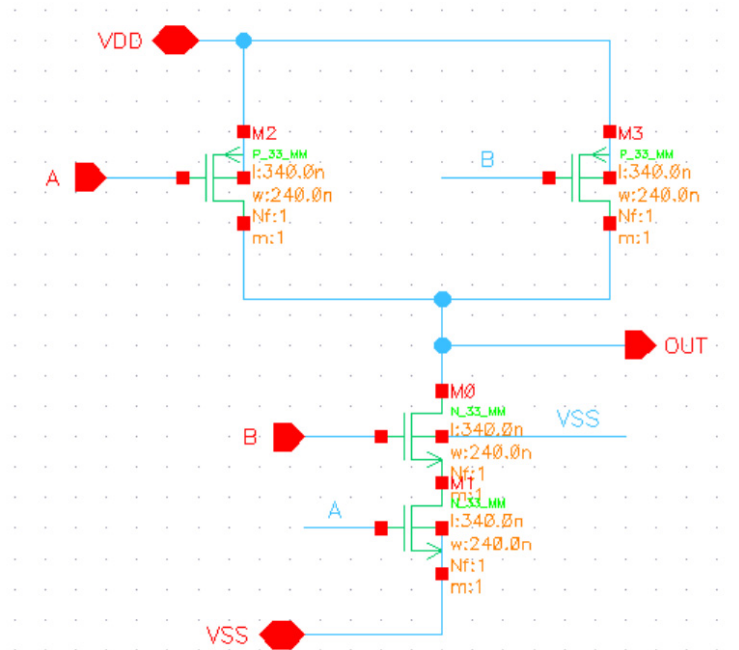 VDD
M2
P_33_MM
l:340.0n
w:240.0n
Nf:1
m:1
A
B
M3
P_33_MM
l:340.0n
w:240.0n
Nf:1
m:1
OUT
M0
N_33_MM
l:340.0n
w:240.0n
Nf:1
m:1
B
VSS
M1
N_33_MM
l:340.0n
w:240.0n
Nf:1
m:1
A
VSS